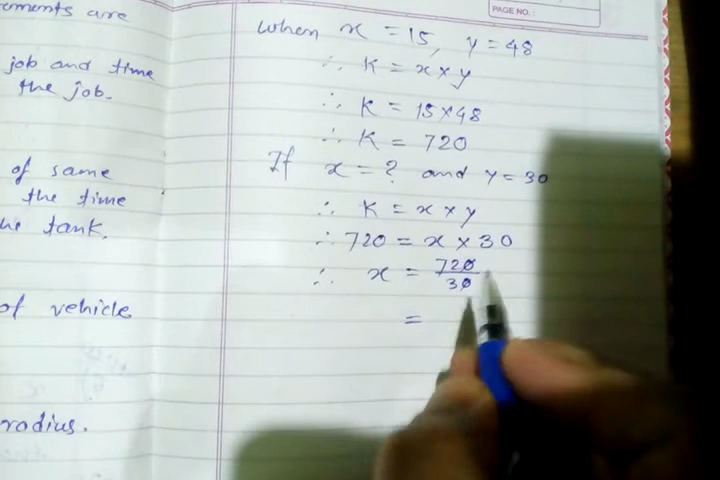 ements are
job and time
the job.
of same
the time
the tank.
of vehicle
radius.
PAGE NO.:
when x = 15, y = 48
∴ K = x × y
∴ K = 15 × 48
∴ K = 720
If x = ? and y = 30
∴ K = x × y
∴ 720 = x × 30
∴ x = 720/30
=